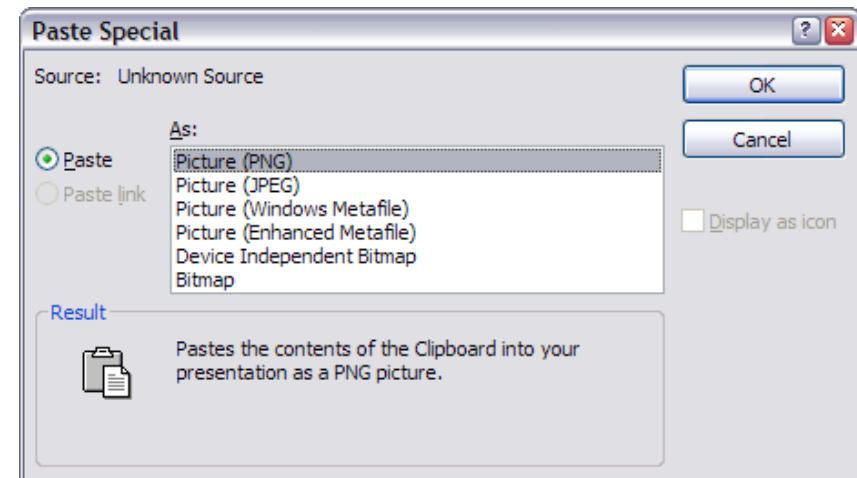 Paste Special
Source: Unknown Source
OK
As:
Cancel
Paste
Picture (PNG)
Picture (JPEG)
Paste link
Picture (Windows Metafile)
Picture (Enhanced Metafile)
Display as icon
Device Independent Bitmap
Bitmap
Result
Pastes the contents of the Clipboard into your
presentation as a PNG picture.